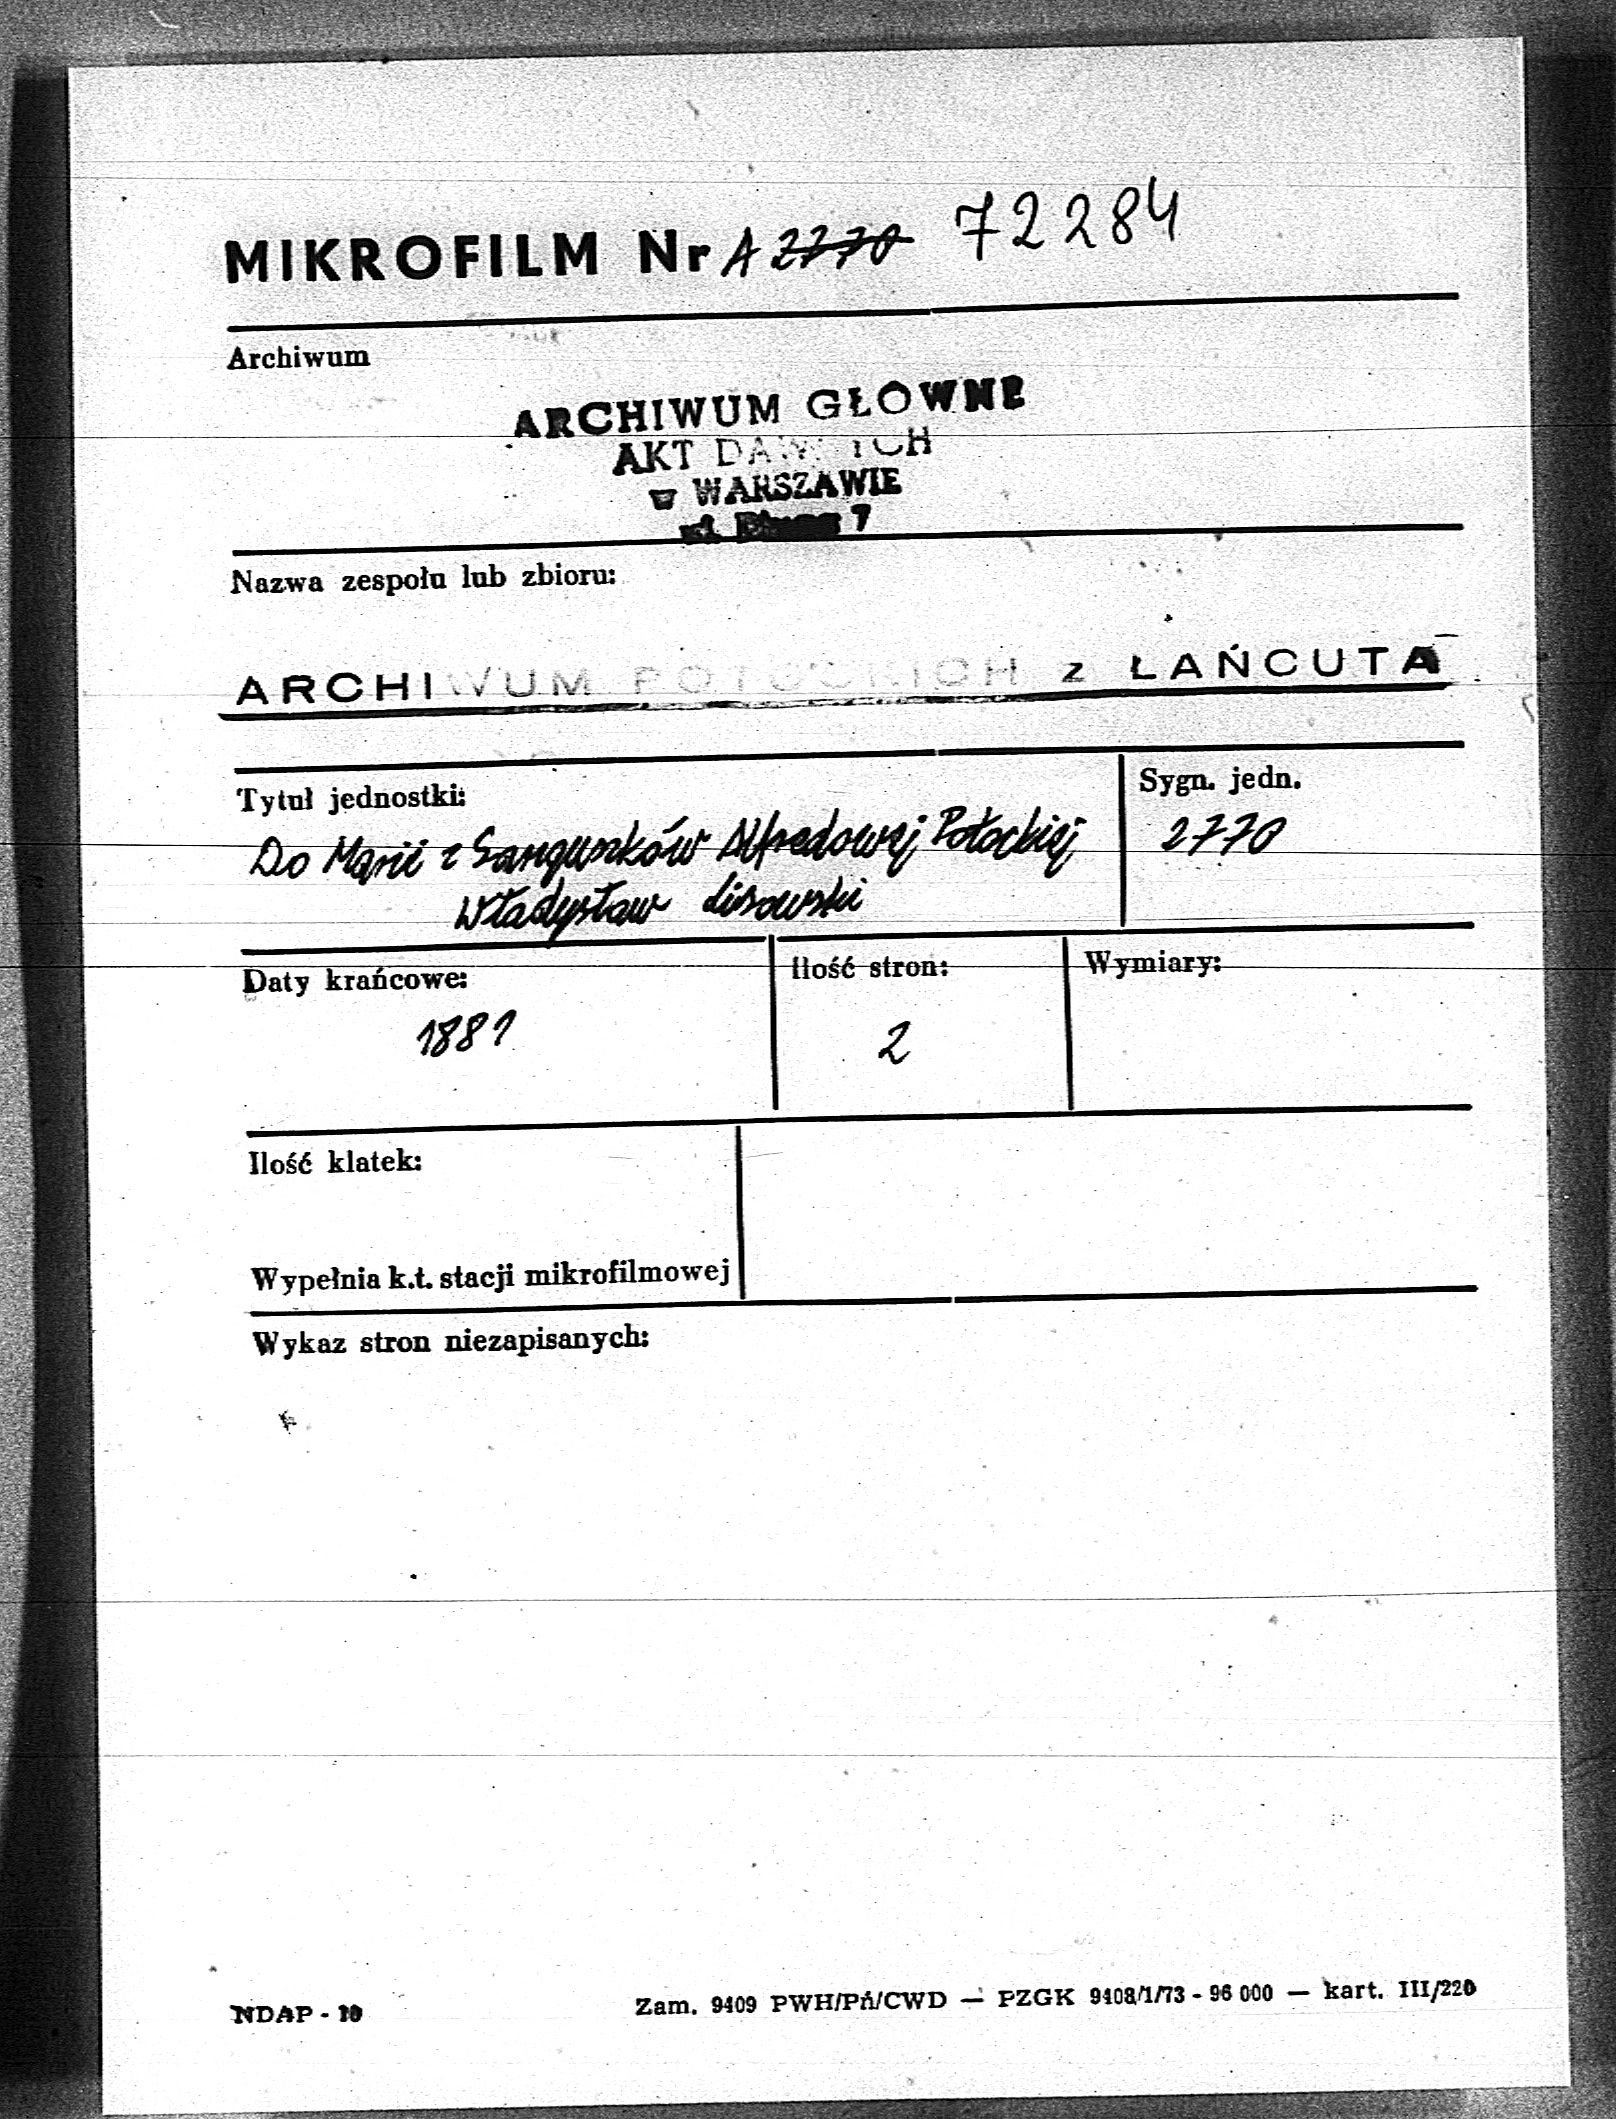 MIKROFILM Nr A 2770 72284
Archiwum
ARCHIWUM GŁÓWNE
AKT DAWNYCH
w WARSZAWIE
ul. 7
Nazwa zespołu lub zbioru:
ARCHIWUM POTOCKICH z ŁAŃCUTA
Tytuł jednostki:
Sygn. jedn.
Do Marii z Sanguszków Alfredowej Potockiej
2770
Władysław Lisowski
Daty krańcowe:
Ilość stron:
Wymiary:
1881
2
Ilość klatek:
Wypełnia k.t. stacji mikrofilmowej
Wykaz stron niezapisanych:
NDAP - 10
Zam. 9409 PWH/Pń/CWD — PZGK 9408/1/73 - 96 000 — kart. III/220